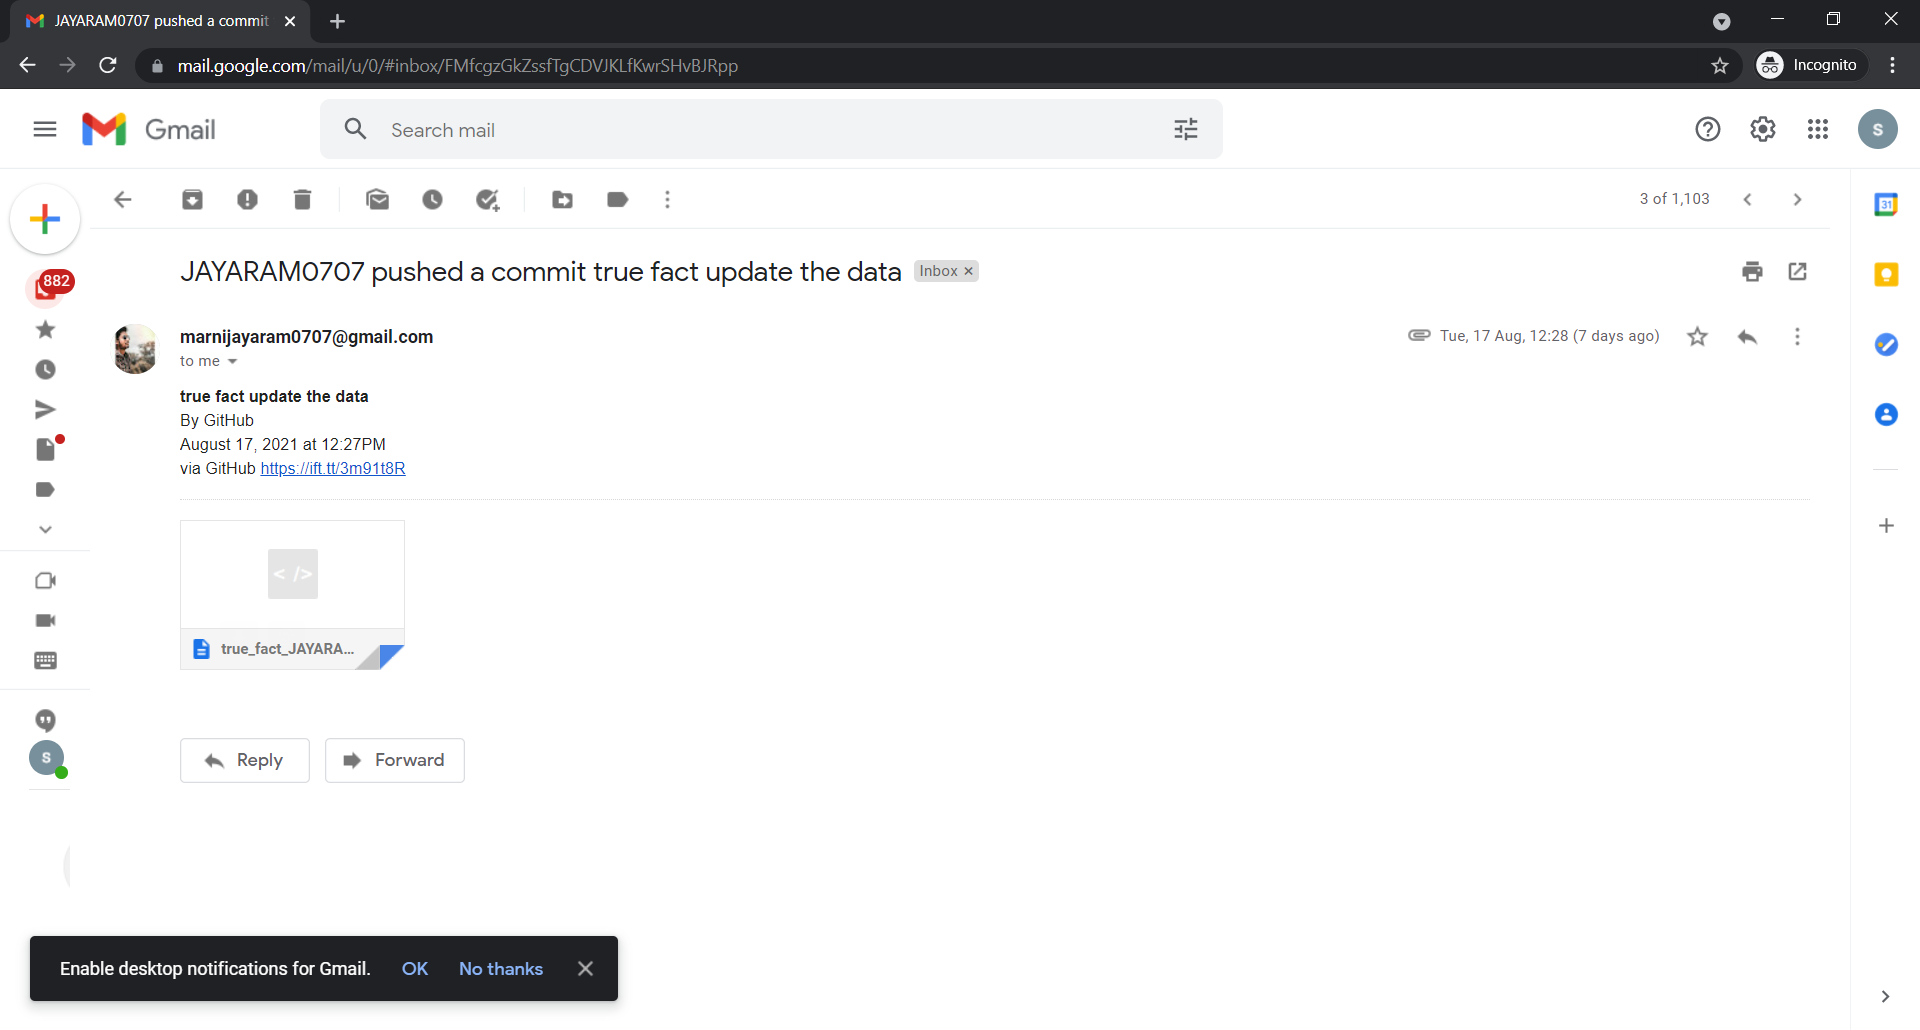 JAYARAM0707 pushed a commit
mail.google.com/mail/u/0/#inbox/FMfcgzGkZssfTgCDVJKLfKwrSHvBJRpp
Incognito
Gmail
Search mail
S
3 of 1,103
31
882
JAYARAM0707 pushed a commit true fact update the data
Inbox ×
marnijayaram0707@gmail.com
Tue, 17 Aug, 12:28 (7 days ago)
to me
true fact update the data
By GitHub
August 17, 2021 at 12:27PM
via GitHub https://ift.tt/3m91t8R
< />
true_fact_JAYARA...
S
Reply
Forward
Enable desktop notifications for Gmail.
OK
No thanks